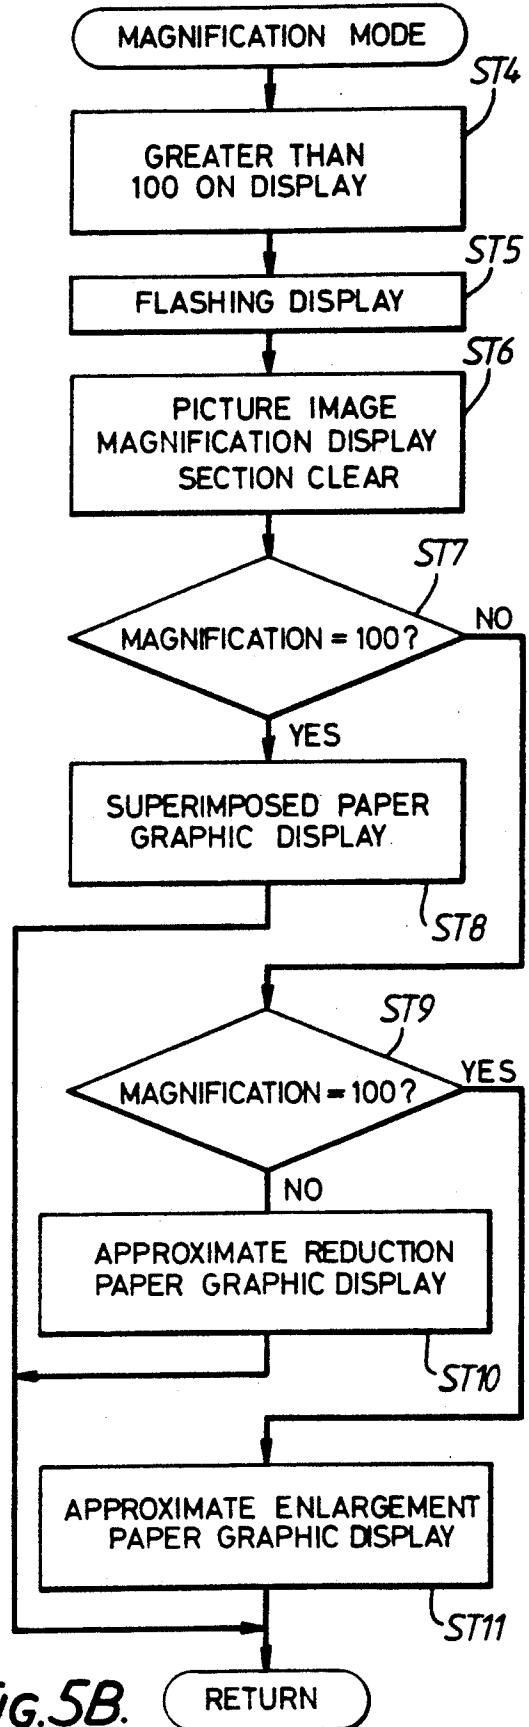 MAGNIFICATION MODE
ST4
GREATER THAN
100 ON DISPLAY
ST5
FLASHING DISPLAY
ST6
PICTURE IMAGE
MAGNIFICATION DISPLAY
SECTION CLEAR
ST7
MAGNIFICATION = 100?
NO
YES
SUPERIMPOSED PAPER
GRAPHIC DISPLAY
ST8
ST9
MAGNIFICATION = 100?
YES
NO
APPROXIMATE REDUCTION
PAPER GRAPHIC DISPLAY
ST10
APPROXIMATE ENLARGEMENT
PAPER GRAPHIC DISPLAY
ST11
IG.5B.
RETURN